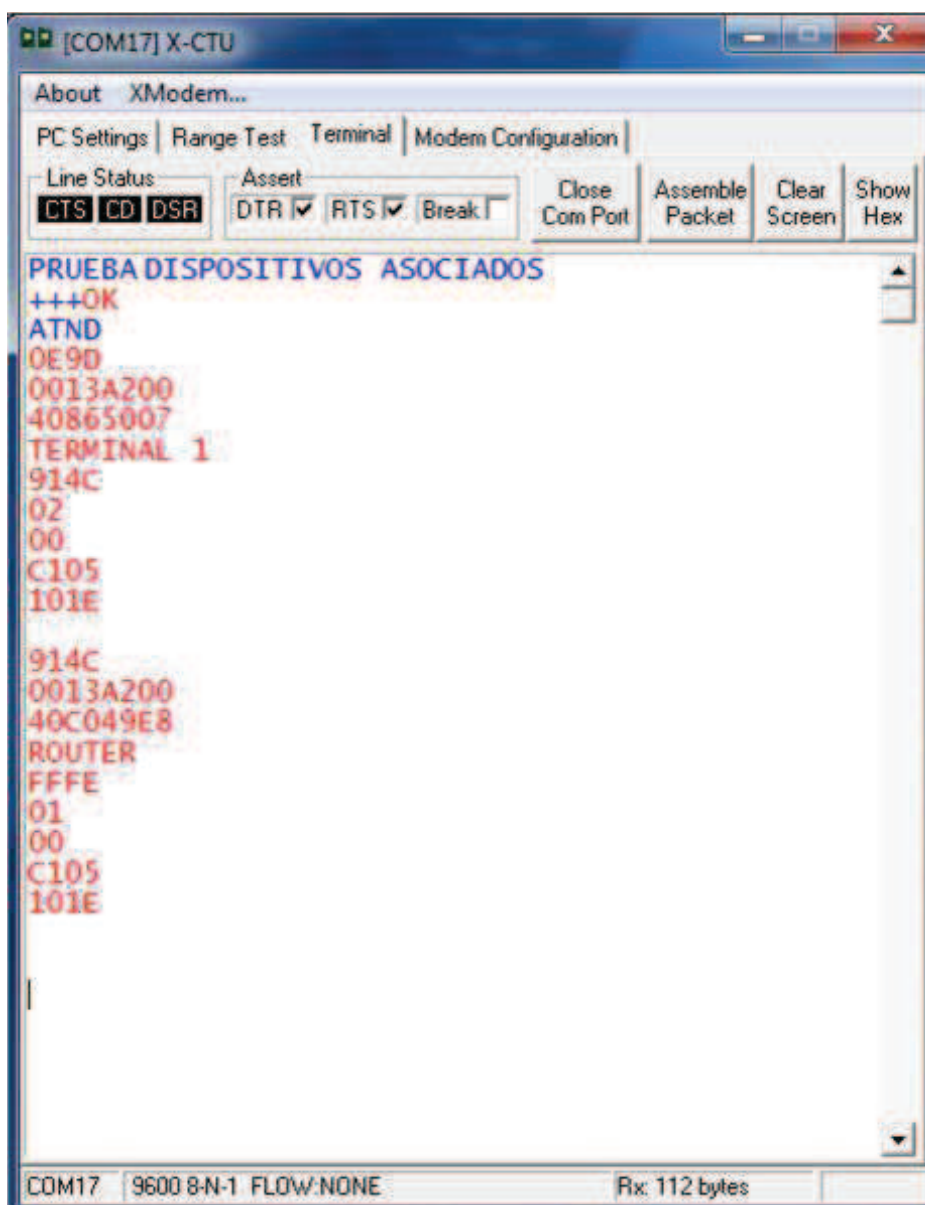 [COM17] X-CTU
About XModem...
PC Settings Range Test Terminal Modem Configuration
Line Status Assert
CTS CD DSR DTR RTS Break Close Com Port Assemble Packet Clear Screen Show Hex
PRUEBA DISPOSITIVOS ASOCIADOS
+++OK
ATND
0E9D
0013A200
40865007
TERMINAL 1
914C
02
00
C105
101E
914C
0013A200
40C049E8
ROUTER
FFFE
01
00
C105
101E
COM17 9600 8-N-1 FLOW:NONE Rx: 112 bytes